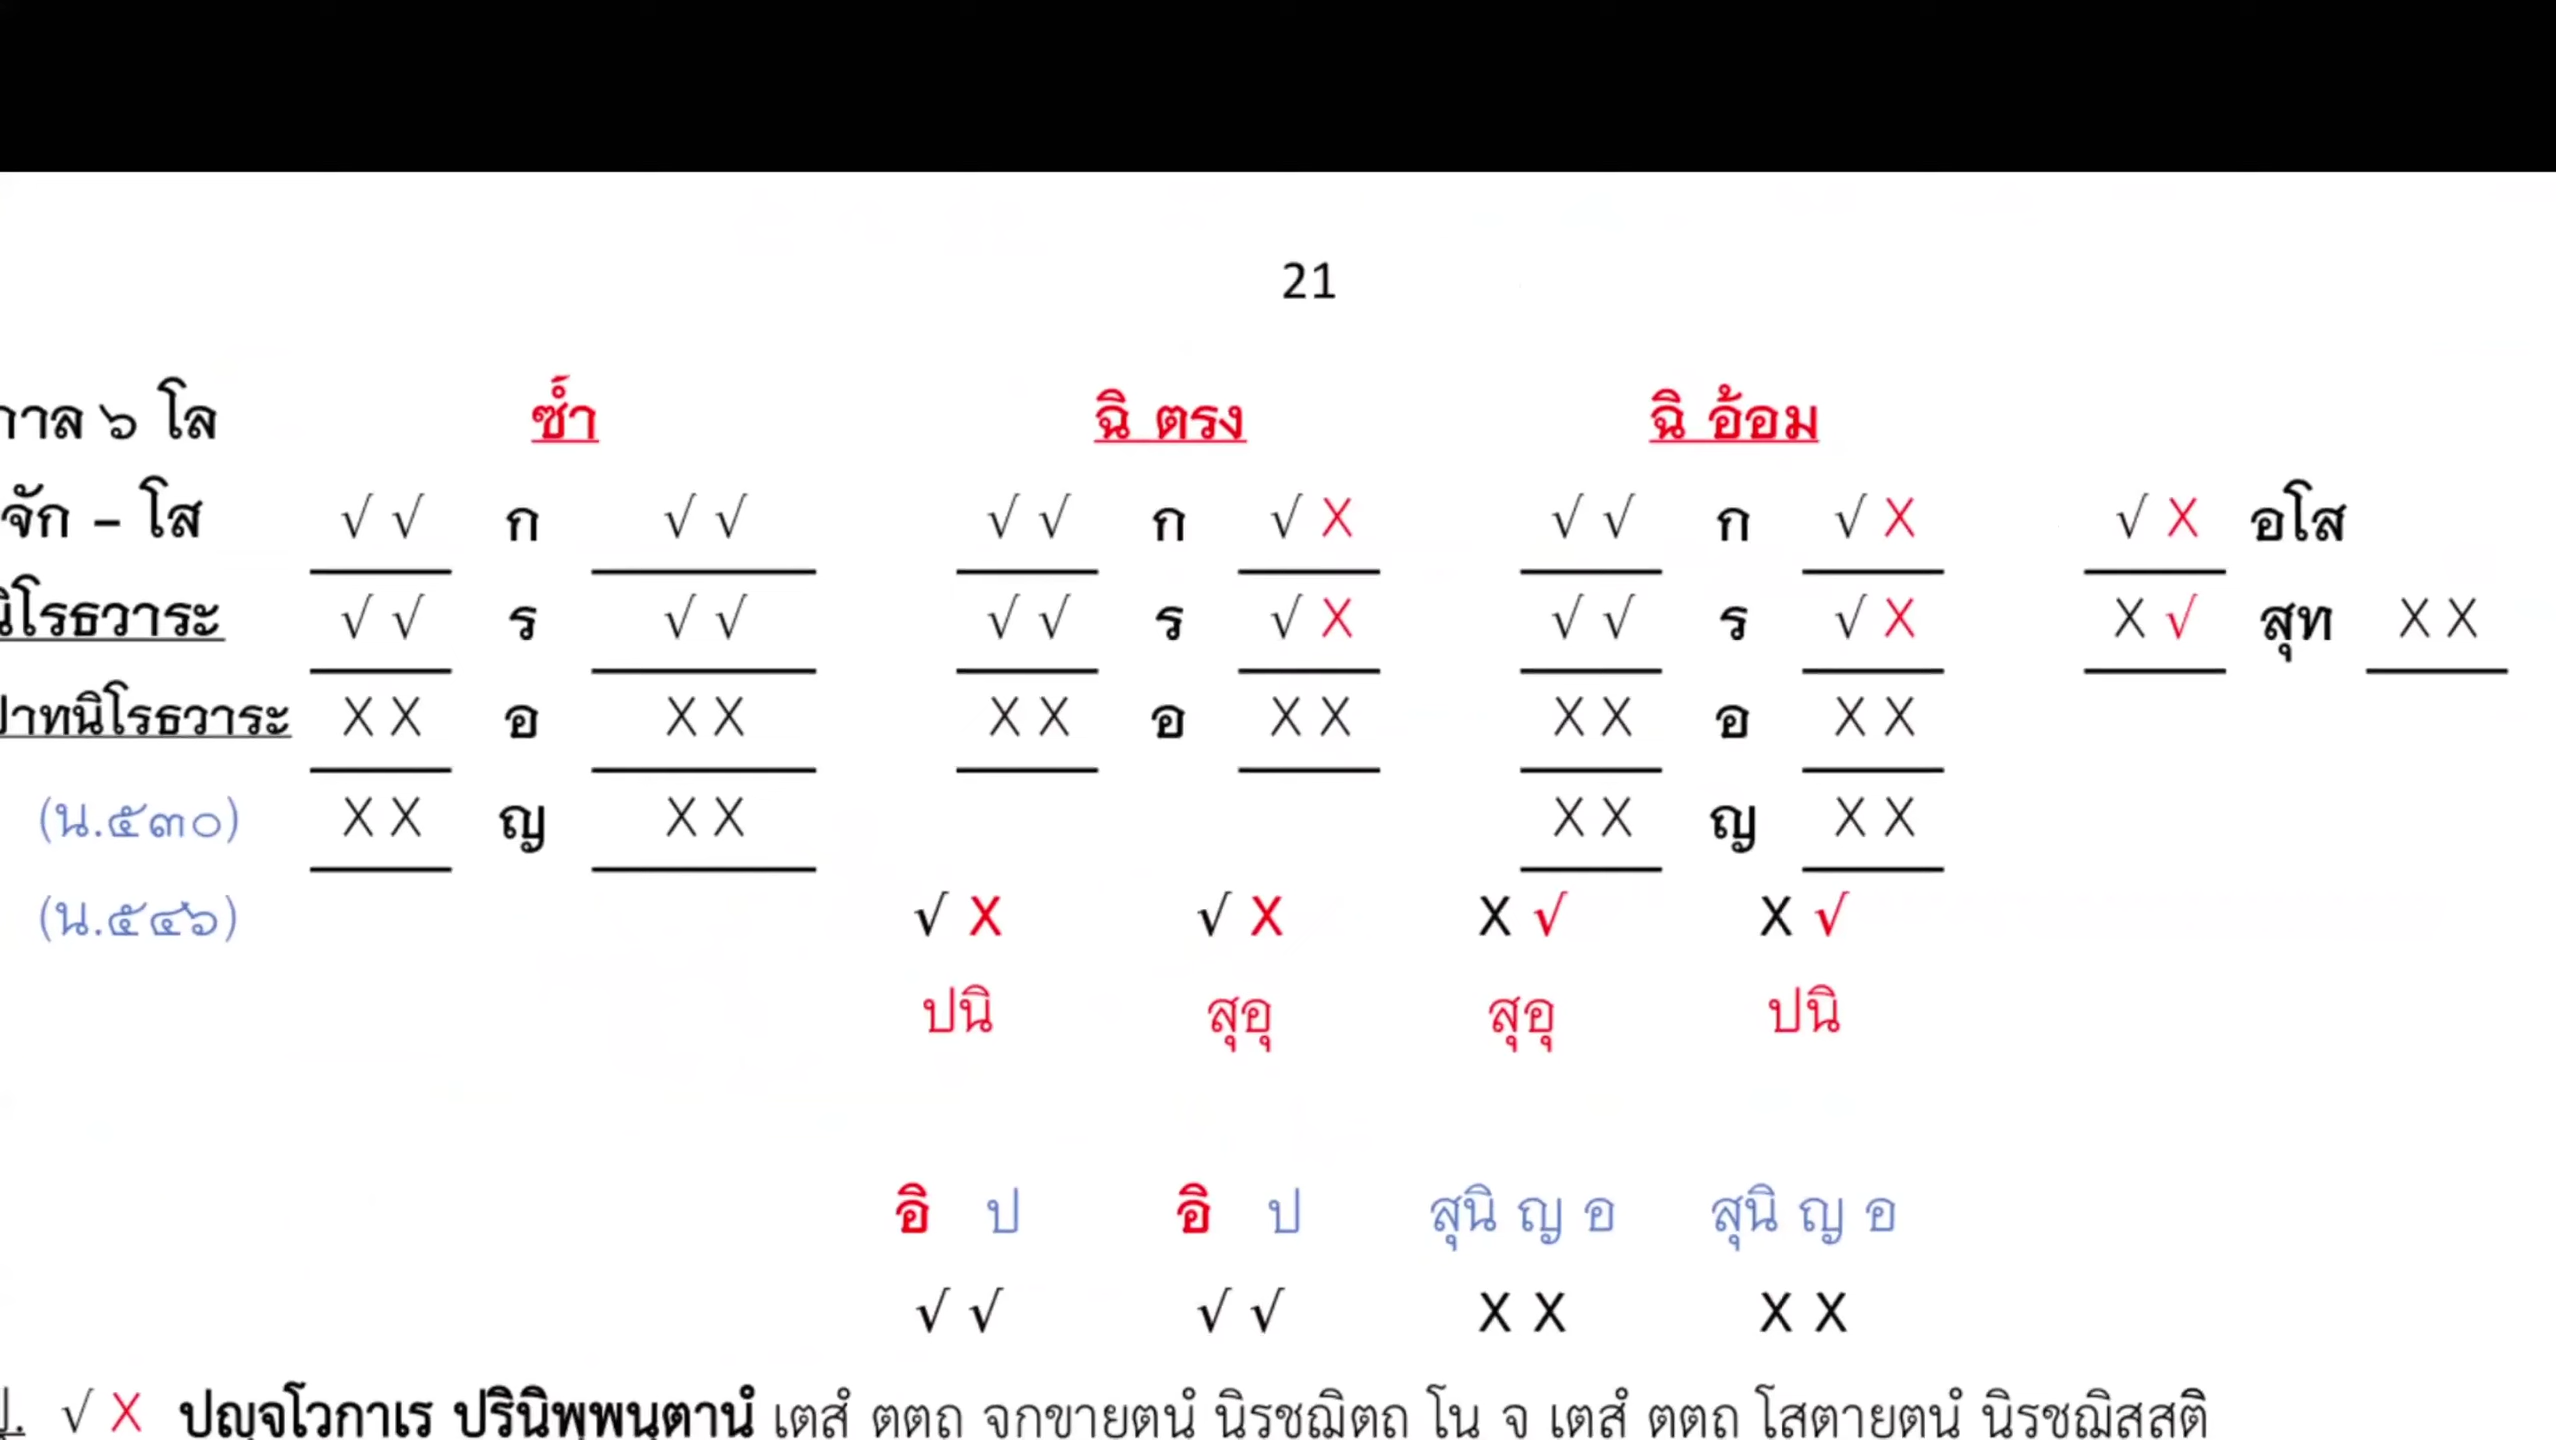 21
กาล ๖ โล ซ้ำ ฉิ ตรง ฉิ อ้อม
จัก – โส √ √ ก √ √ √ √ ก √ X √ √ ก √ X √ X อโส
นิโรธวาระ √ √ ร √ √ √ √ ร √ X √ √ ร √ X X √ สุท X X
ปาทนิโรธวาระ X X อ X X X X อ X X X X อ X X
(น.๕๓๐) X X ญ X X X X ญ X X
(น.๕๔๖) √ X √ X X √ X √
ปนิ สุอุ สุอุ ปนิ
อิ ป อิ ป สุนิ ญ อ สุนิ ญ อ
√ √ √ √ X X X X
√ X ปญฺจโวกาเร ปรินิพฺพนฺตานํ เตสํ ตตฺถ จกฺขายตนํ นิรชฺฌิตฺถ โน จ เตสํ ตตฺถ โสตายตนํ นิรชฺฌิสฺสติ